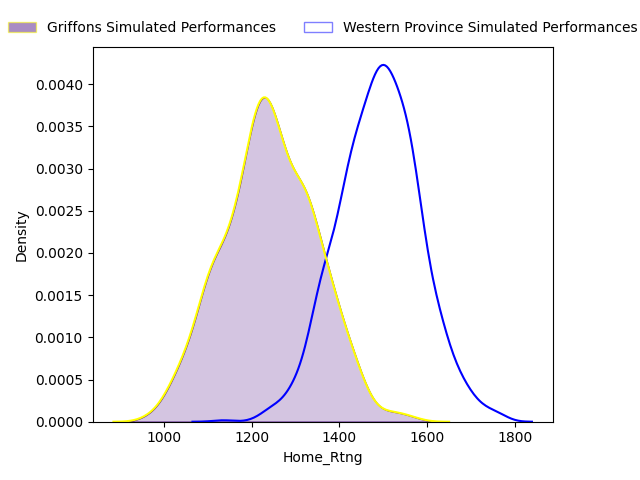 Griffons Simulated Performances
Western Province Simulated Performances
0.0040
0.0035
0.0030
0.0025
0.0020
0.0015
0.0010
0.0005
0.0000
Density
1000 1200 1400 1600 1800
Home_Rtng